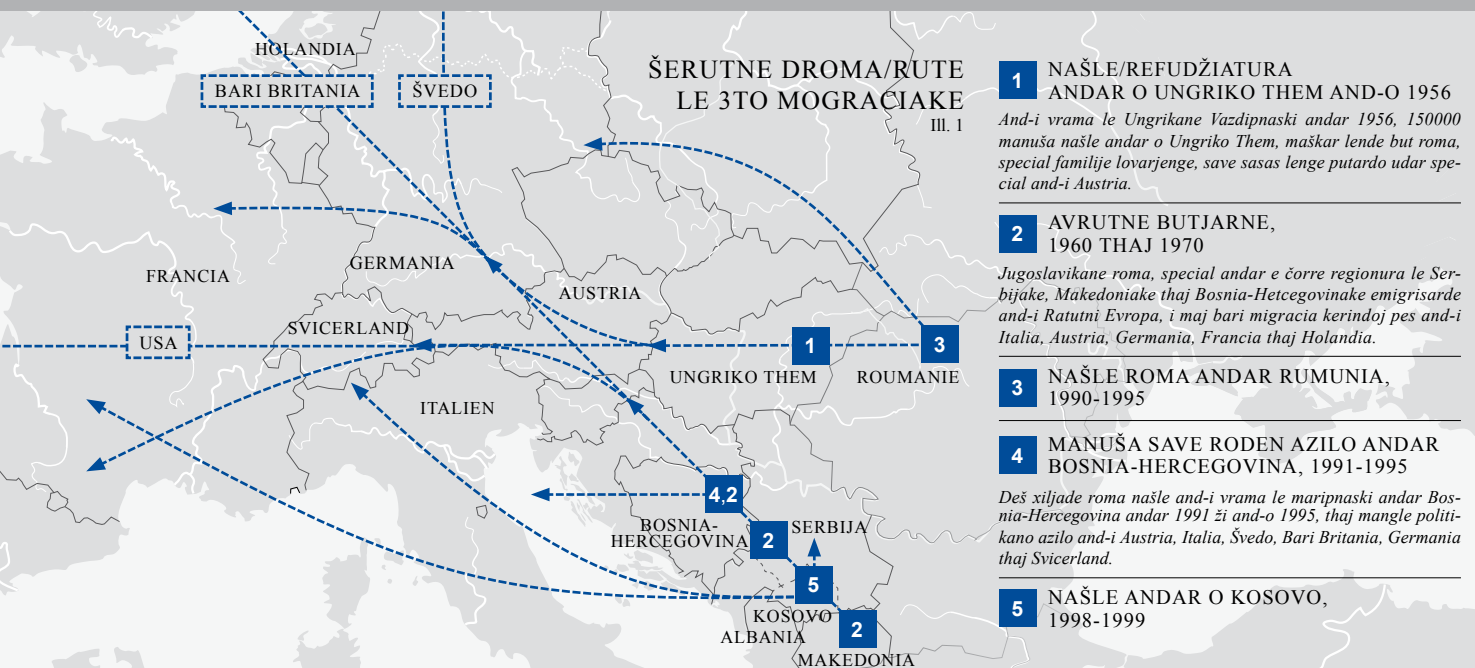 ŠERUTNE DROMA/RUTE
LE 3TO MOGRACIAKE
Ill. 1
HOLANDIA
BARI BRITANIA
ŠVEDO
FRANCIA
GERMANIA
AUSTRIA
SVICERLAND
USA
1
3
UNGRIKO THEM
ROUMANIE
ITALIEN
4,2
BOSNIA-
HERCEGOVINA
2
SERBIJA
5
KOSOVO
ALBANIA
2
MAKEDONIA
1
NAŠLE/REFUDŽIATURA
ANDAR O UNGRIKO THEM AND-O 1956
And-i vrama le Ungrikane Vazdipnaski andar 1956, 150000
manuša našle andar o Ungriko Them, maškar lende but roma,
special familije lovarjenge, save sasas lenge putardo udar spe-
cial and-i Austria.
2
AVRUTNE BUTJARNE,
1960 THAJ 1970
Jugoslavikane roma, special andar e čorre regionura le Ser-
bijake, Makedoniake thaj Bosnia-Hetcegovinake emigrisarde
and-i Ratutni Evropa, i maj bari migracia kerindoj pes and-i
Italia, Austria, Germania, Francia thaj Holandia.
3
NAŠLE ROMA ANDAR RUMUNIA,
1990-1995
4
MANUŠA SAVE RODEN AZILO ANDAR
BOSNIA-HERCEGOVINA, 1991-1995
Deš xiljade roma našle and-i vrama le maripnaski andar Bos-
nia-Hercegovina andar 1991 ži and-o 1995, thaj mangle politi-
kano azilo and-i Austria, Italia, Švedo, Bari Britania, Germania
thaj Svicerland.
5
NAŠLE ANDAR O KOSOVO,
1998-1999